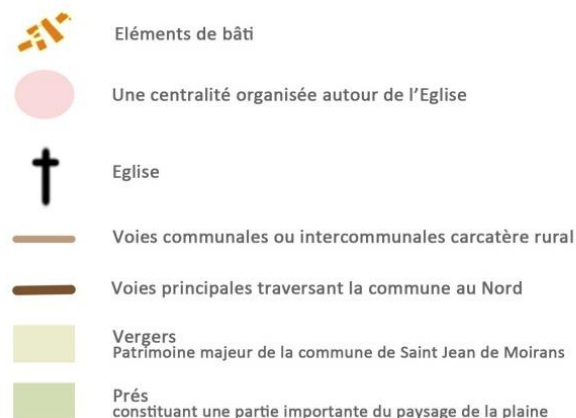 Eléments de bâti
Une centralité organisée autour de l'Eglise
Eglise
Voies communales ou intercommunales carcatère rural
Voies principales traversant la commune au Nord
Vergers
Patrimoine majeur de la commune de Saint Jean de Moirans
Prés
constituant une partie importante du paysage de la plaine